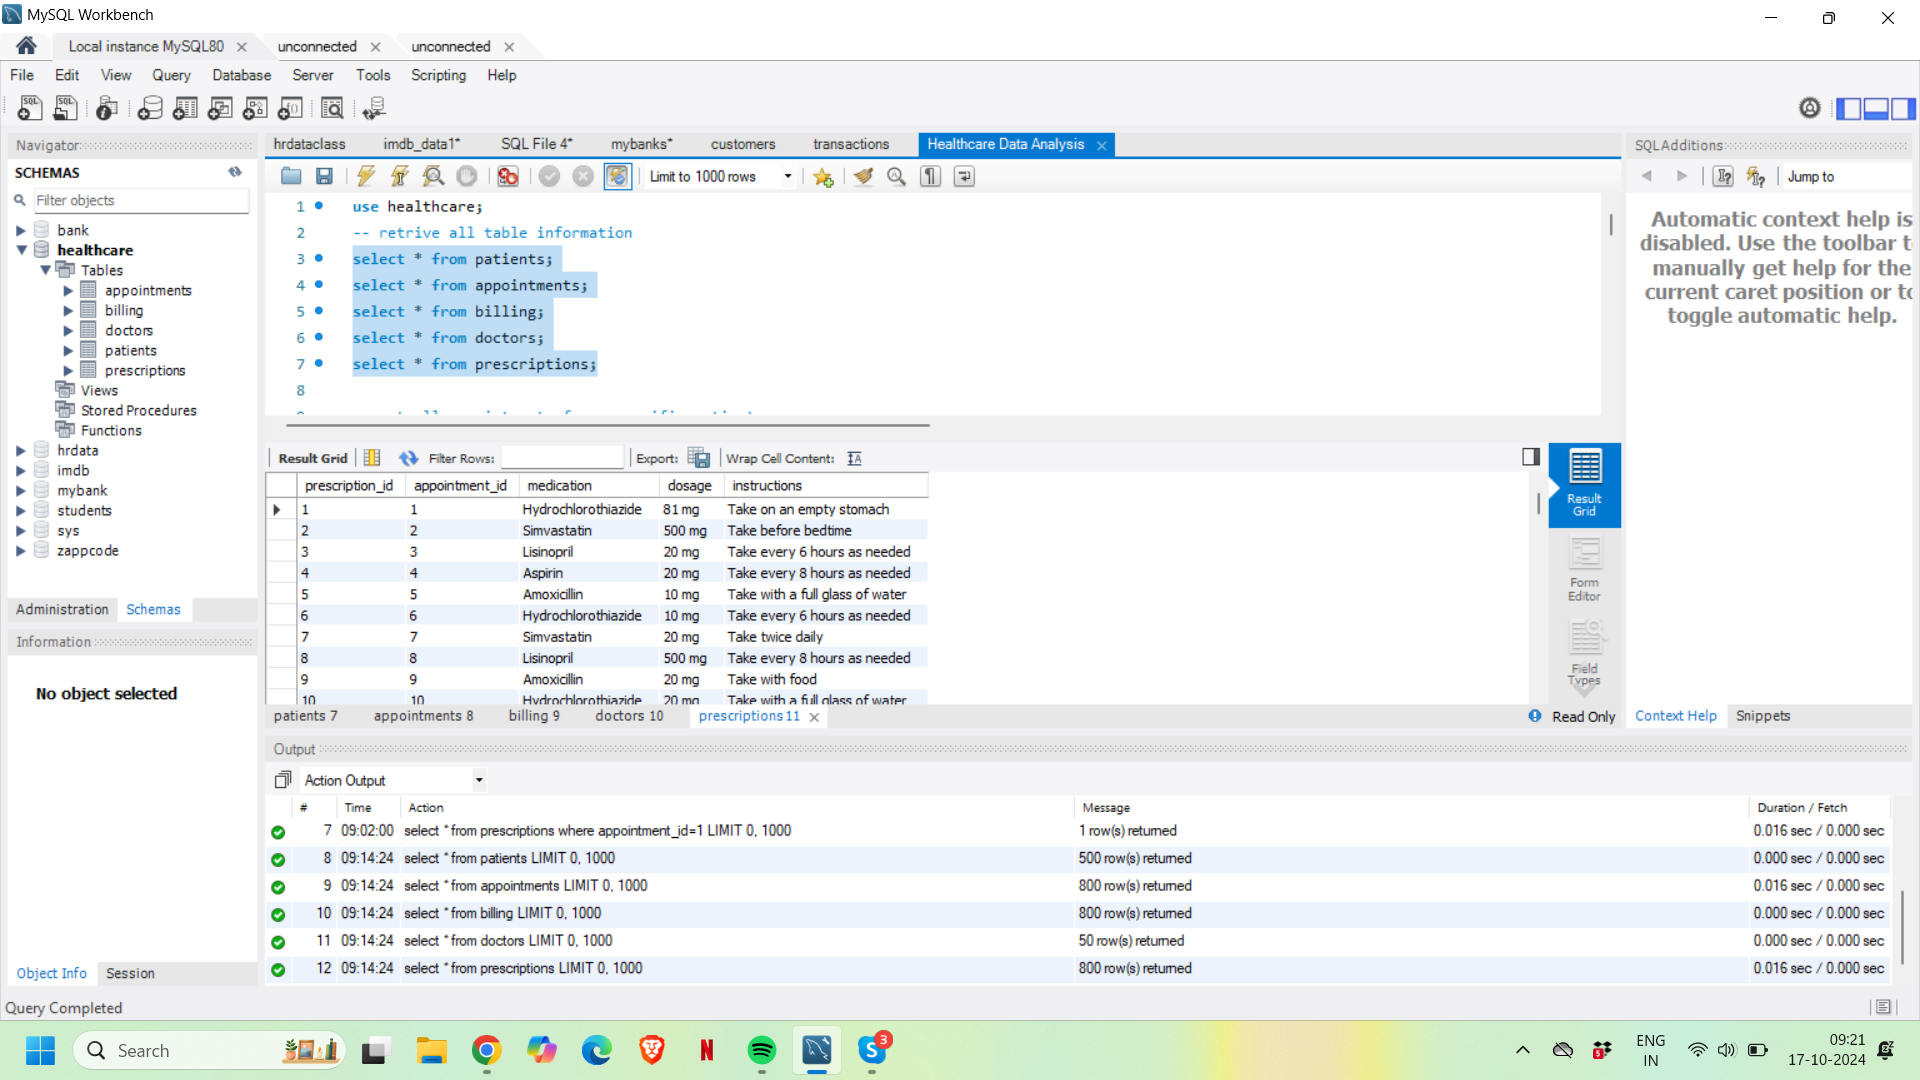 MySQL Workbench
Local instance MySQL80
unconnected
unconnected
File Edit View Query Database Server Tools Scripting Help
Navigator
SCHEMAS
Filter objects
bank
healthcare
Tables
appointments
billing
doctors
patients
prescriptions
Views
Stored Procedures
Functions
hrdata
imdb
mybank
students
sys
zappcode
Administration Schemas
Information
No object selected
Object Info Session
hrdataclass imdb_data1* SQL File 4* mybanks* customers transactions Healthcare Data Analysis
Limit to 1000 rows
1 use healthcare;
2 -- retrive all table information
3 select * from patients;
4 select * from appointments;
5 select * from billing;
6 select * from doctors;
7 select * from prescriptions;
8
Result Grid Filter Rows: Export: Wrap Cell Content:
prescription_id appointment_id medication dosage instructions
1 1 Hydrochlorothiazide 81 mg Take on an empty stomach
2 2 Simvastatin 500 mg Take before bedtime
3 3 Lisinopril 20 mg Take every 6 hours as needed
4 4 Aspirin 20 mg Take every 8 hours as needed
5 5 Amoxicillin 10 mg Take with a full glass of water
6 6 Hydrochlorothiazide 10 mg Take every 6 hours as needed
7 7 Simvastatin 20 mg Take twice daily
8 8 Lisinopril 500 mg Take every 8 hours as needed
9 9 Amoxicillin 20 mg Take with food
10 10 Hydrochlorothiazide 20 mg Take with a full glass of water
patients 7 appointments 8 billing 9 doctors 10 prescriptions 11
Result
Grid
Form
Editor
Field
Types
Read Only
SQLAdditions
Jump to
Automatic context help is
disabled. Use the toolbar
manually get help for the
current caret position or to
toggle automatic help.
Context Help Snippets
Output
Action Output
# Time Action Message Duration / Fetch
7 09:02:00 select * from prescriptions where appointment_id=1 LIMIT 0, 1000 1 row(s) returned 0.016 sec / 0.000 sec
8 09:14:24 select * from patients LIMIT 0, 1000 500 row(s) returned 0.000 sec / 0.000 sec
9 09:14:24 select * from appointments LIMIT 0, 1000 800 row(s) returned 0.016 sec / 0.000 sec
10 09:14:24 select * from billing LIMIT 0, 1000 800 row(s) returned 0.000 sec / 0.000 sec
11 09:14:24 select * from doctors LIMIT 0, 1000 50 row(s) returned 0.000 sec / 0.000 sec
12 09:14:24 select * from prescriptions LIMIT 0, 1000 800 row(s) returned 0.016 sec / 0.000 sec
Query Completed
Search
3
ENG
IN
09:21
17-10-2024